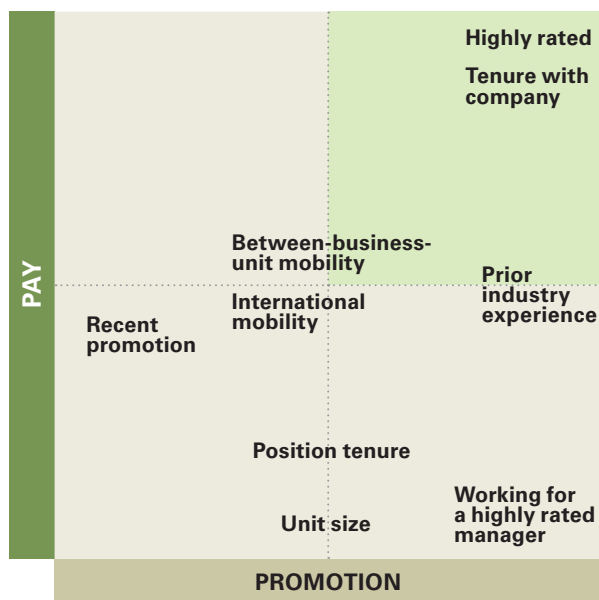 Highly rated
Tenure with
company
Between-business-
unit mobility
Prior
industry
experience
International
mobility
Recent
promotion
Position tenure
Working for
a highly rated
manager
Unit size
PAY
PROMOTION